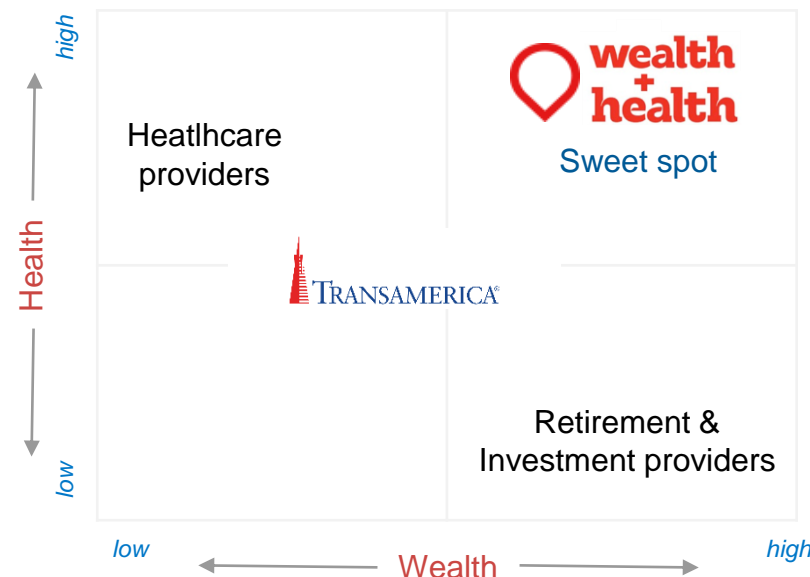 high
wealth
+
health
Sweet spot
Heatlhcare
providers
Health
TRANSAMERICA®
Retirement &
Investment providers
low
low
Wealth
high